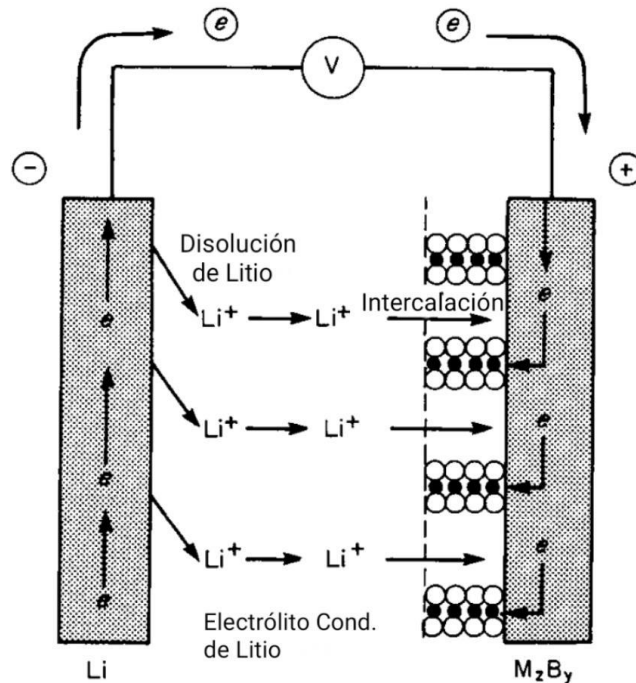 e
e
V
−
+
Disolución
de Litio
e
Li⁺
Li⁺
Intercalación
e
Li⁺
Li⁺
e
e
Li⁺
Li⁺
e
e
Electrólito Cond.
de Litio
Li
MzBy